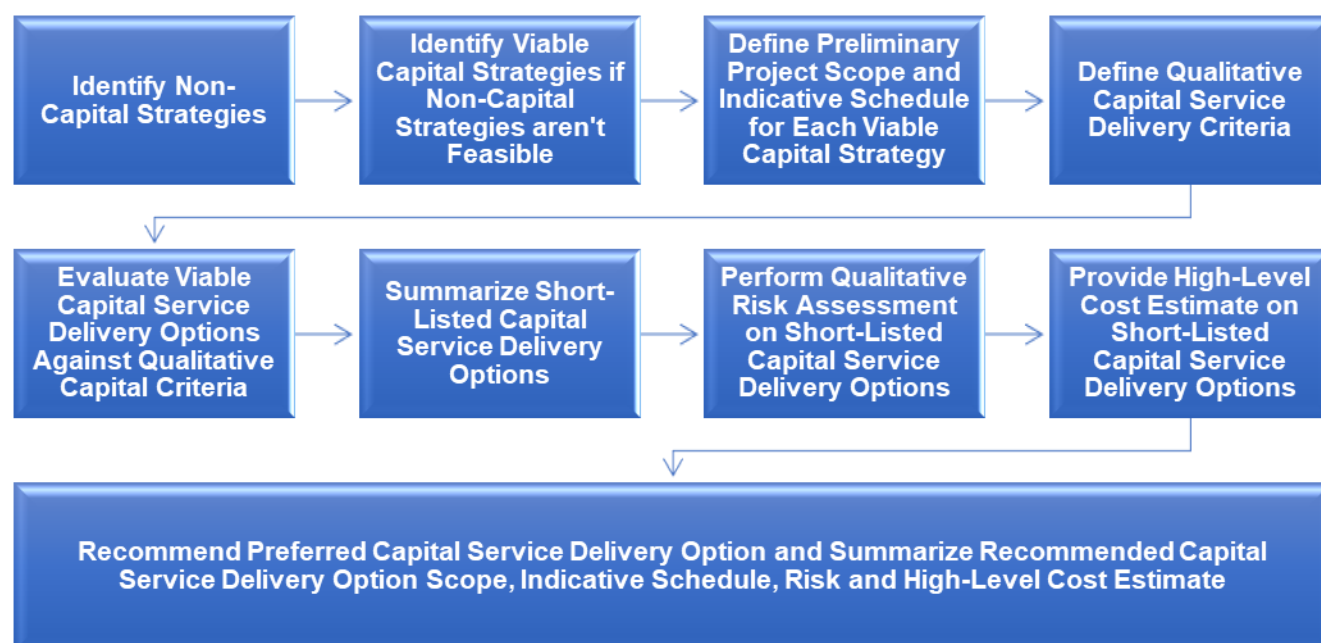 Identify Non-
Capital Strategies
Identify Viable
Capital Strategies if
Non-Capital
Strategies aren't
Feasible
Define Preliminary
Project Scope and
Indicative Schedule
for Each Viable
Capital Strategy
Define Qualitative
Capital Service
Delivery Criteria
Evaluate Viable
Capital Service
Delivery Options
Against Qualitative
Capital Criteria
Summarize Short-
Listed Capital
Service Delivery
Options
Perform Qualitative
Risk Assessment
on Short-Listed
Capital Service
Delivery Options
Provide High-Level
Cost Estimate on
Short-Listed
Capital Service
Delivery Options
Recommend Preferred Capital Service Delivery Option and Summarize Recommended Capital
Service Delivery Option Scope, Indicative Schedule, Risk and High-Level Cost Estimate